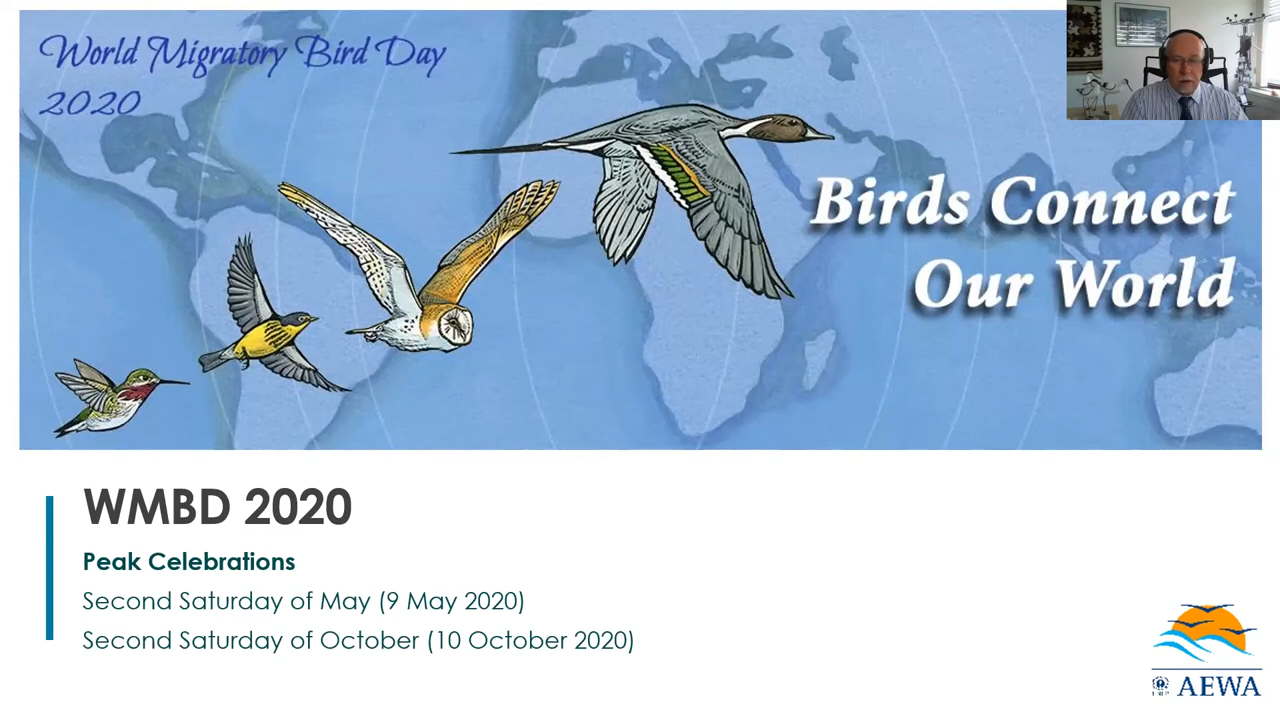 World Migratory Bird Day
2020
Birds Connect
Our World
WMBD 2020
Peak Celebrations
Second Saturday of May (9 May 2020)
Second Saturday of October (10 October 2020)
AEWA